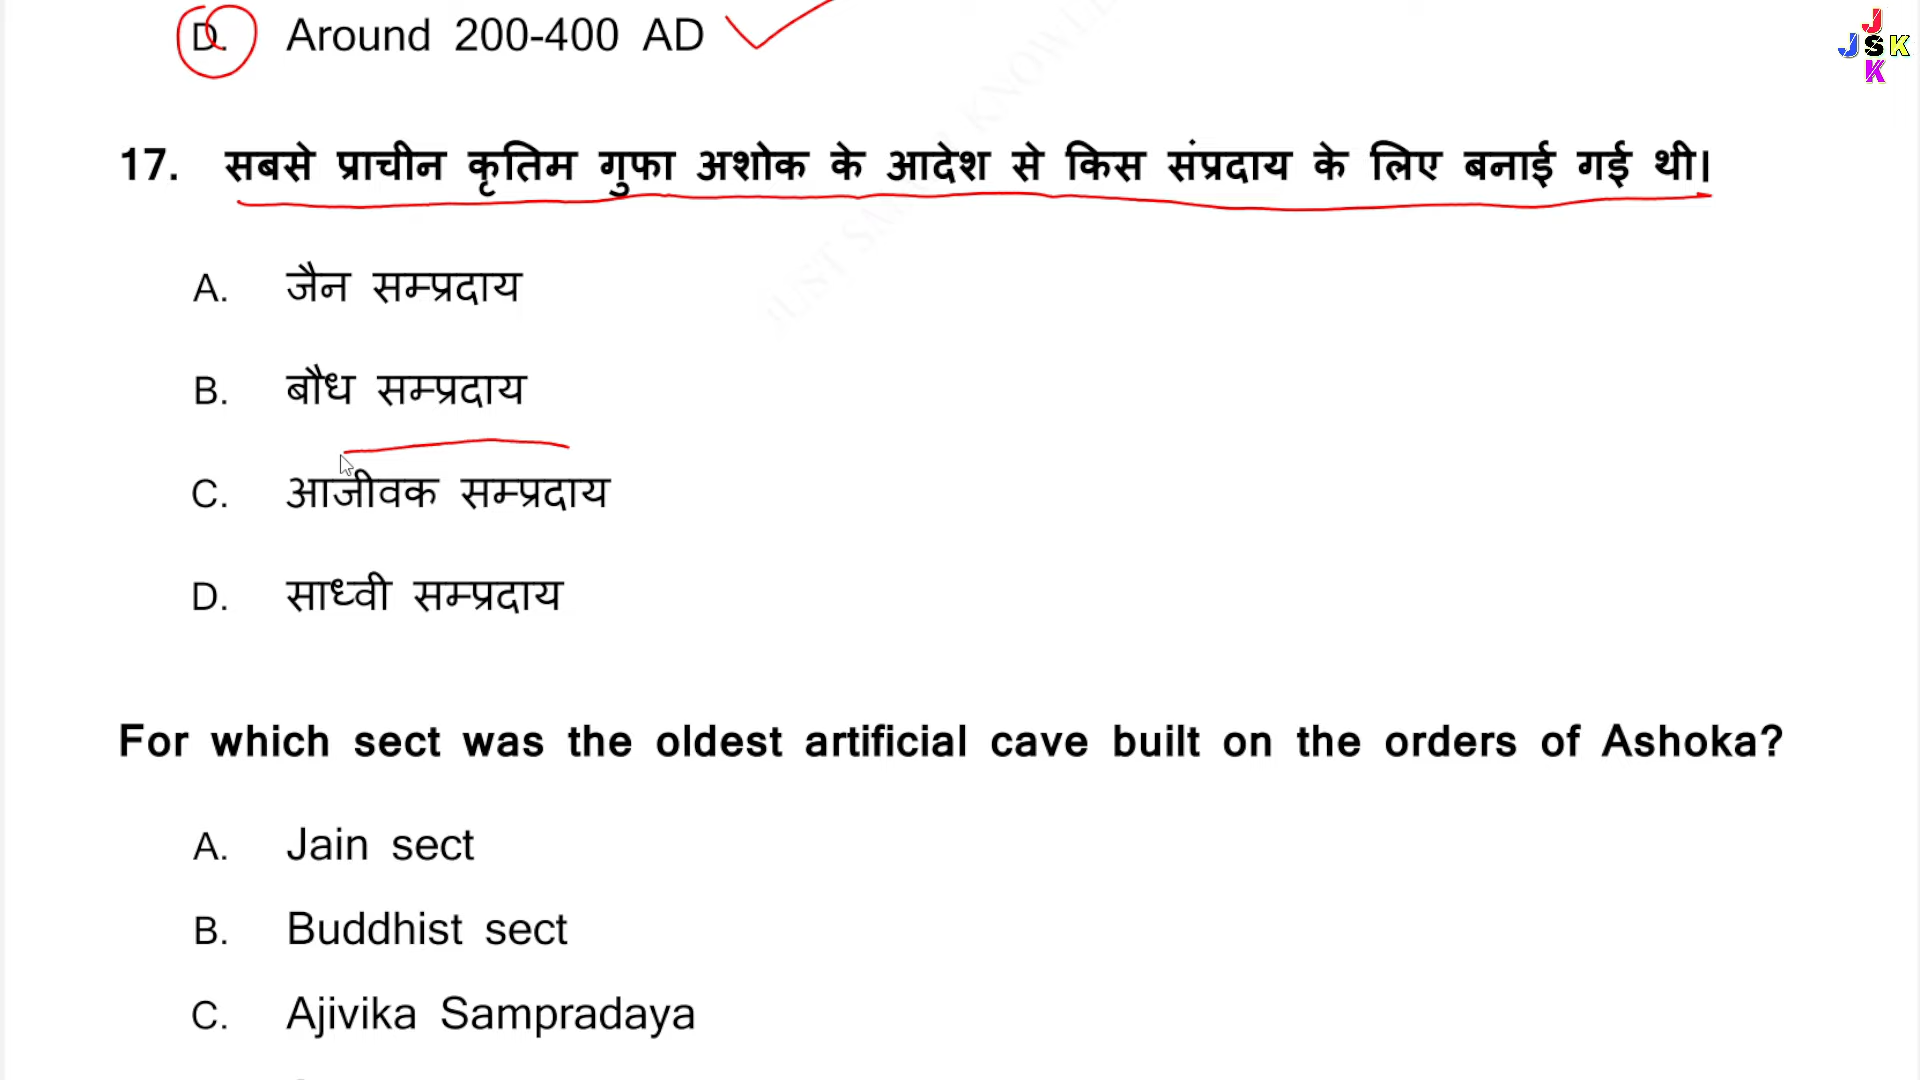 D. Around 200-400 AD
J
JSK
K
17. सबसे प्राचीन कृतिम गुफा अशोक के आदेश से किस संप्रदाय के लिए बनाई गई थी।
A. जैन सम्प्रदाय
B. बौध सम्प्रदाय
C. आजीवक सम्प्रदाय
D. साध्वी सम्प्रदाय
For which sect was the oldest artificial cave built on the orders of Ashoka?
A. Jain sect
B. Buddhist sect
C. Ajivika Sampradaya